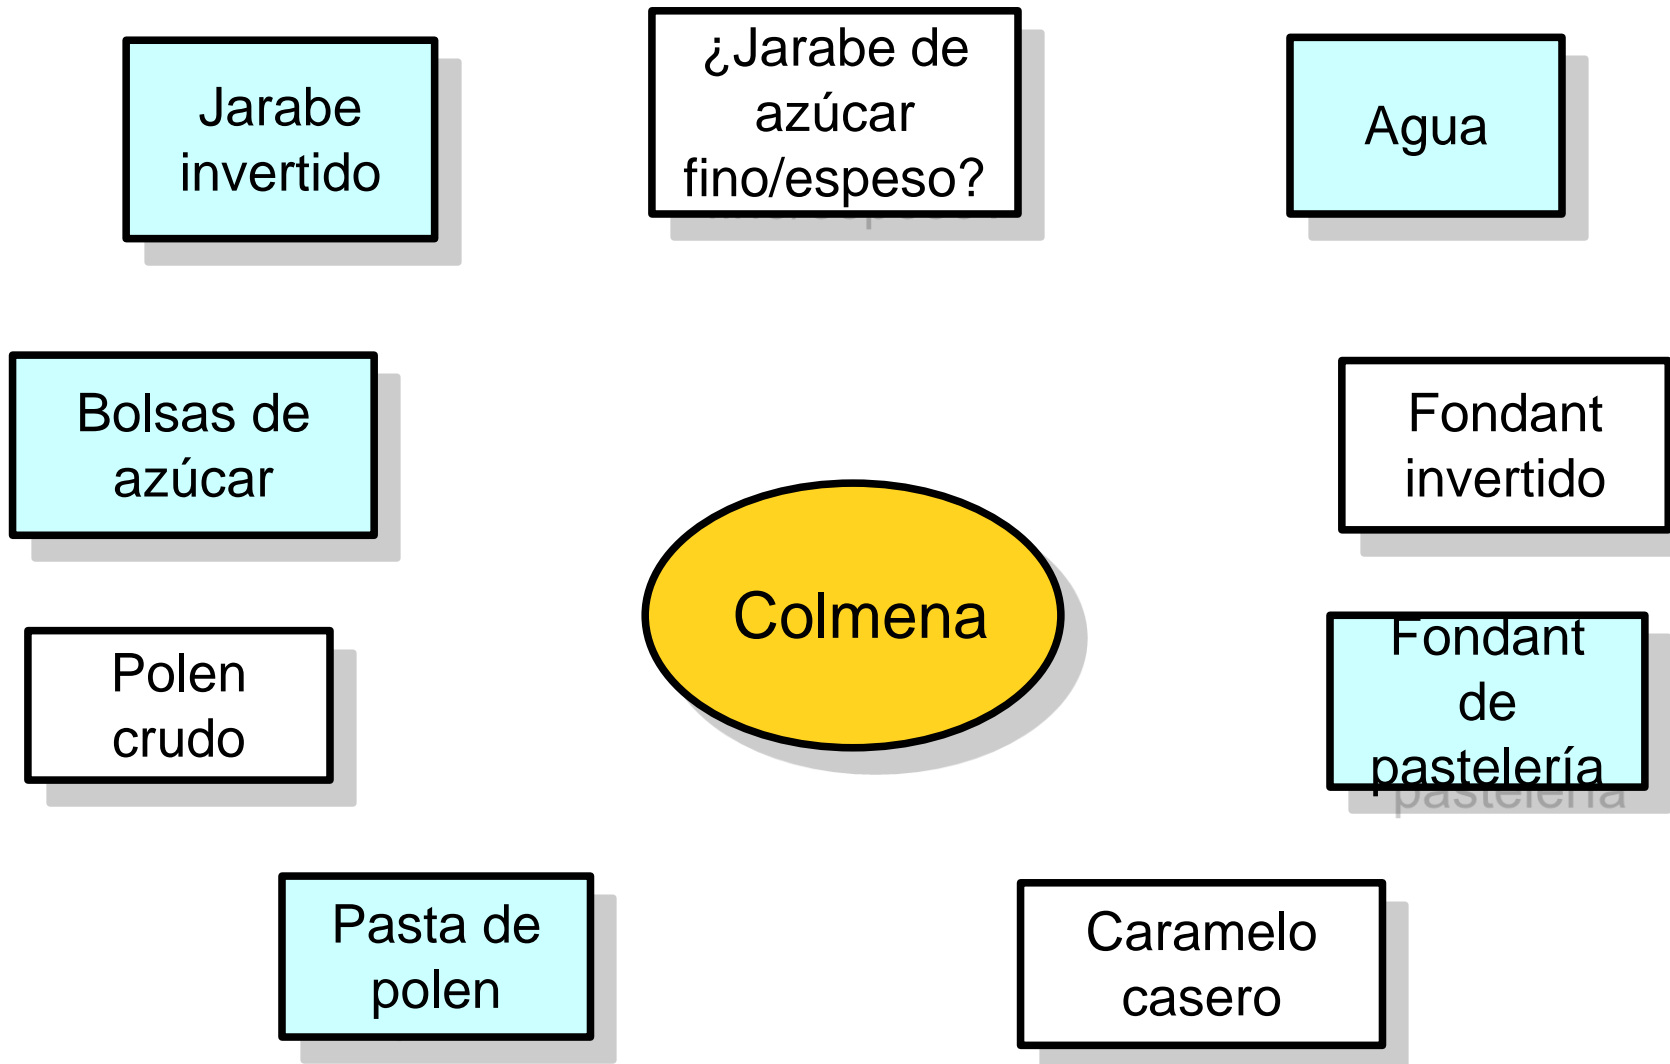 Jarabe
invertido
¿Jarabe de
azúcar
fino/espeso?
Agua
Bolsas de
azúcar
Fondant
invertido
Colmena
Polen
crudo
Fondant
de
pastelería
Pasta de
polen
Caramelo
casero